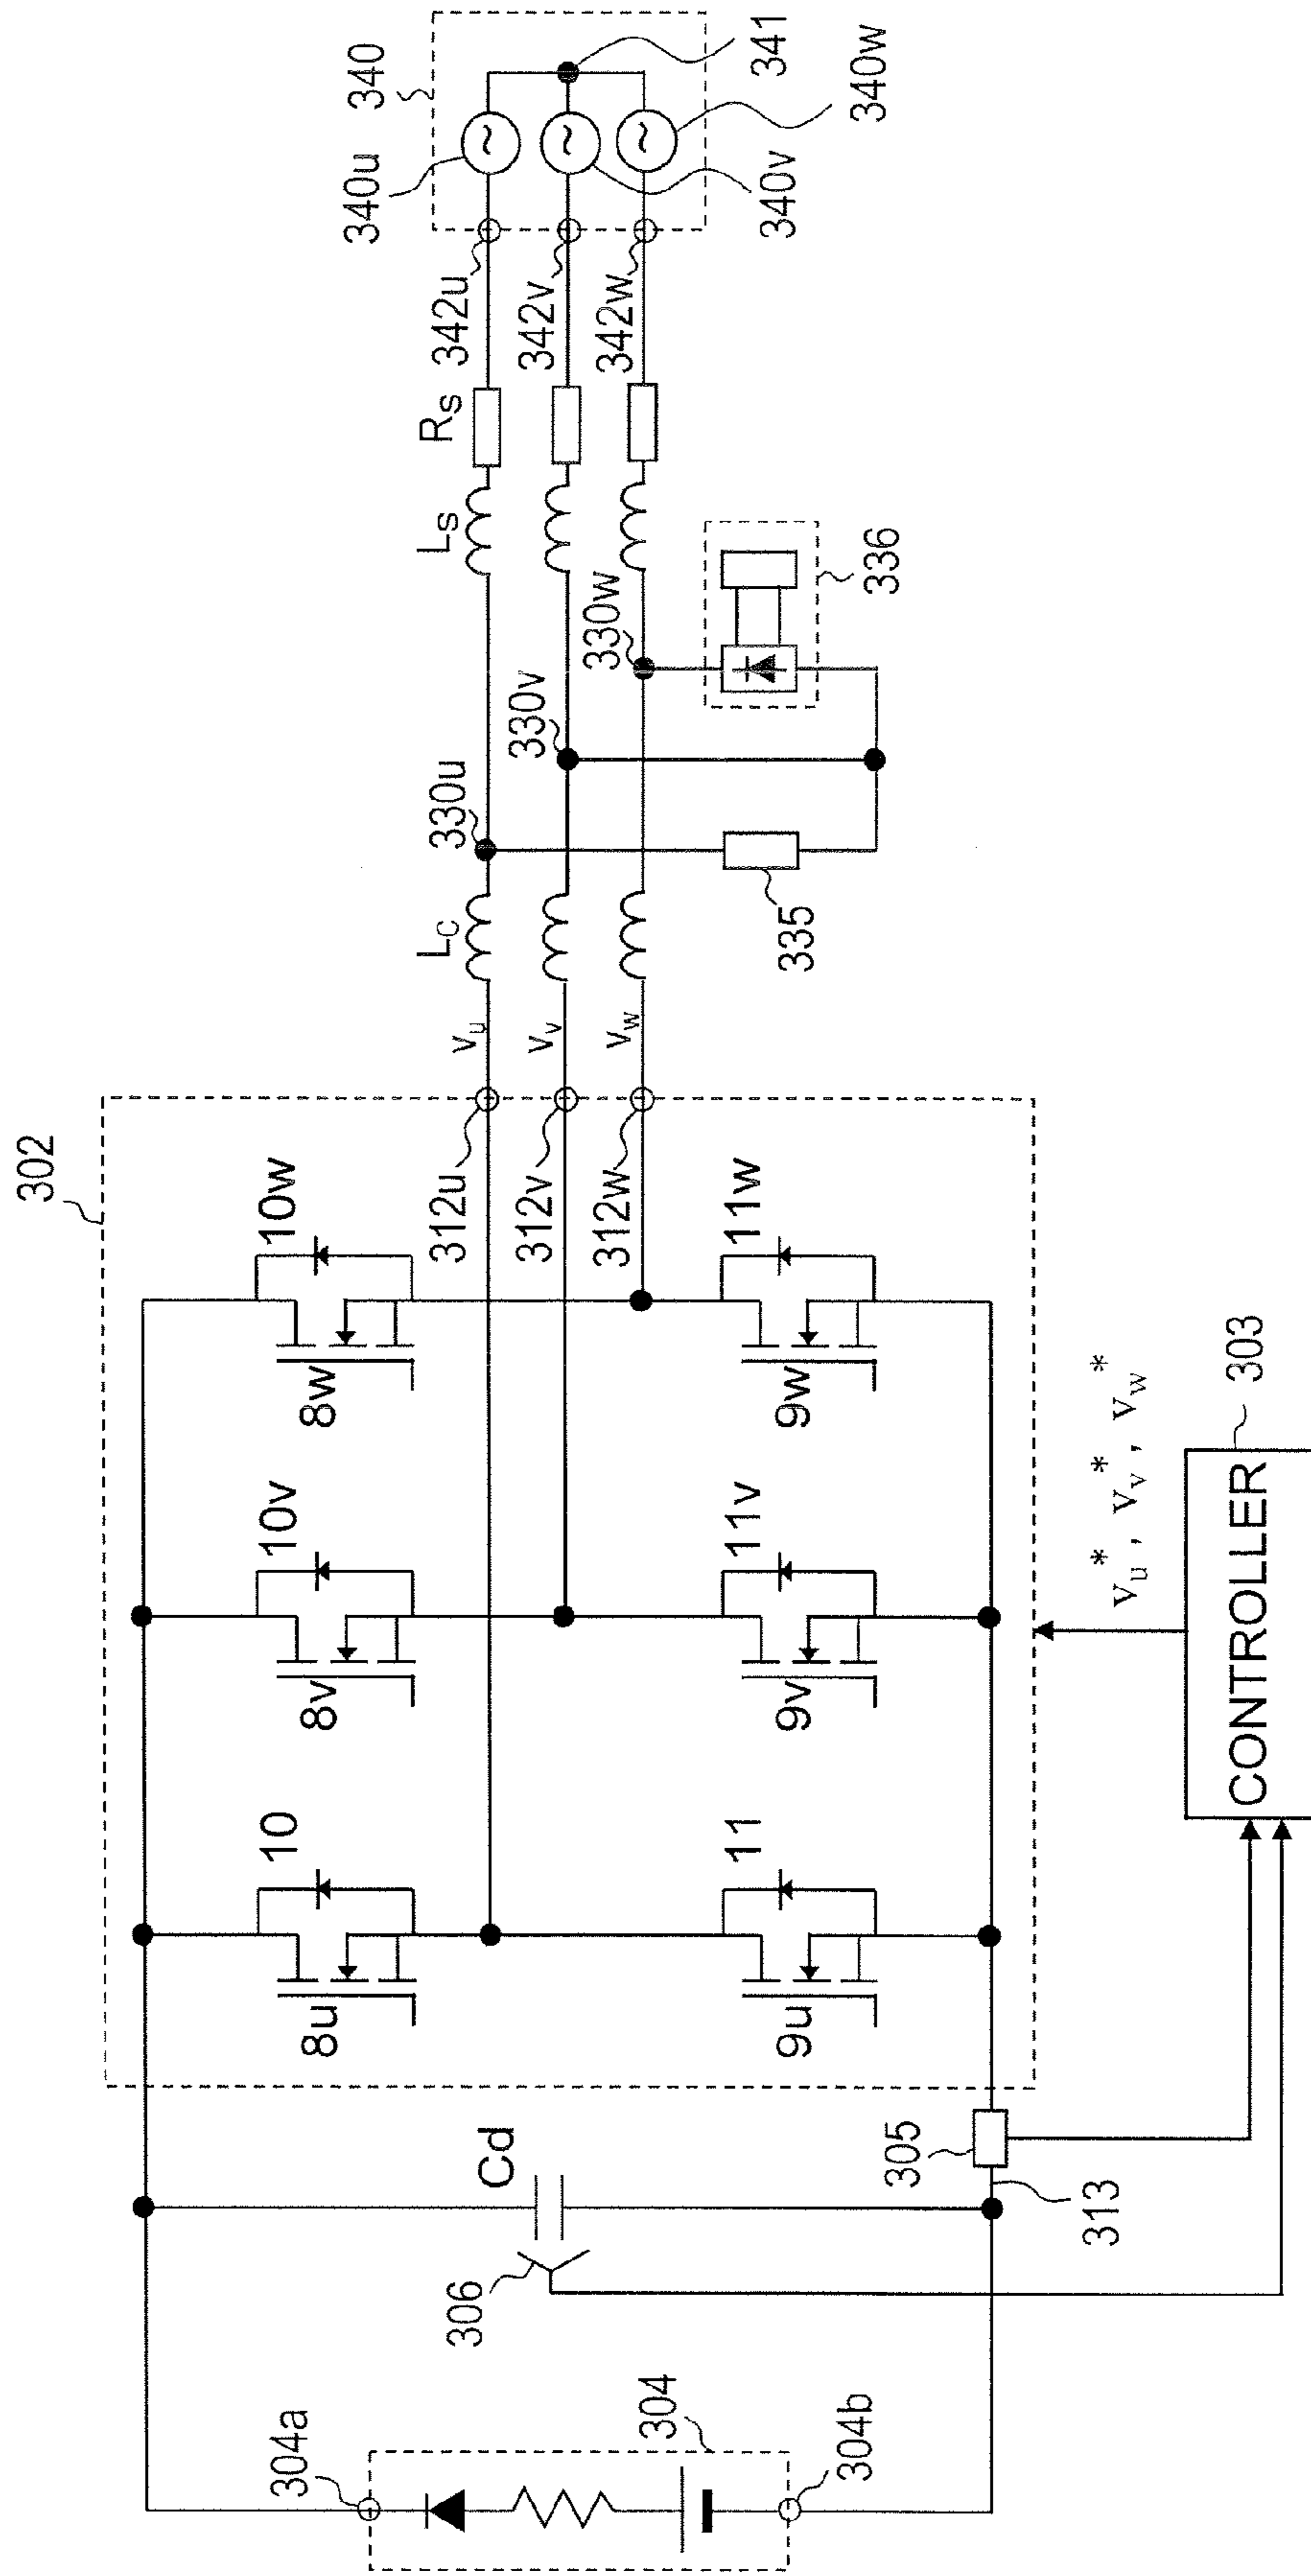 302
10
10v
10w
8u
8v
8w
11
11v
11w
9u
9v
9w
312u
312v
312w
vu
vv
vw
LC
330u
330v
330w
335
336
LS
RS
342u
342v
342w
340
340u
340v
340w
341
304a
304
304b
306
Cd
305
313
CONTROLLER
303
vu*, vv*, vw*